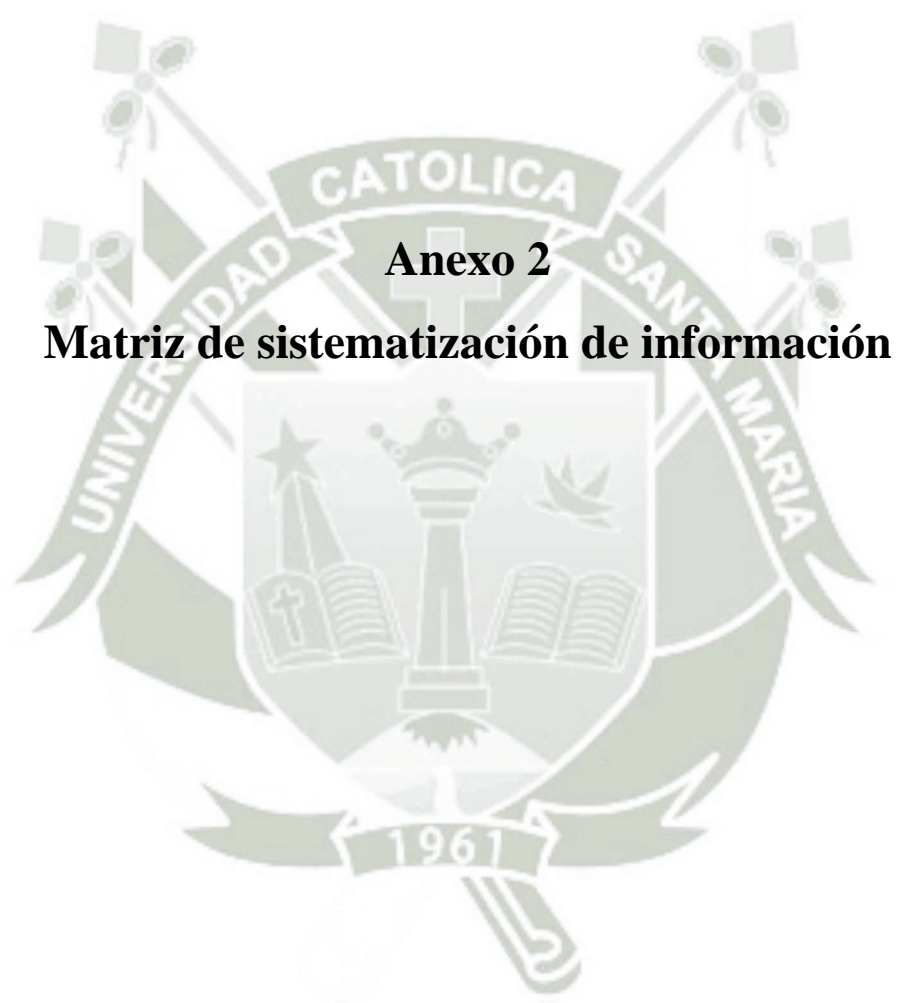 CATOLICA
UNIVERSIDAD
SANTA MARIA
Anexo 2
Matriz de sistematización de información
1961